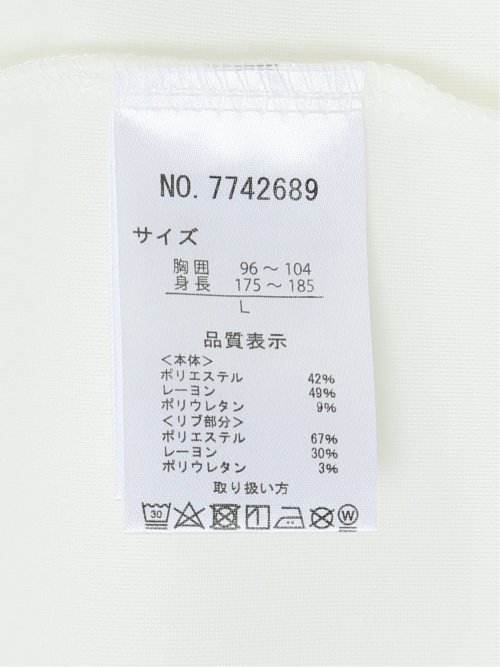 NO. 7742689
サイズ
胸囲 96～104
身長 175～185
L
品質表示
<本体>
ポリエステル 42%
レーヨン 49%
ポリウレタン 9%
<リブ部分>
ポリエステル 67%
レーヨン 30%
ポリウレタン 3%
取り扱い方
30 W